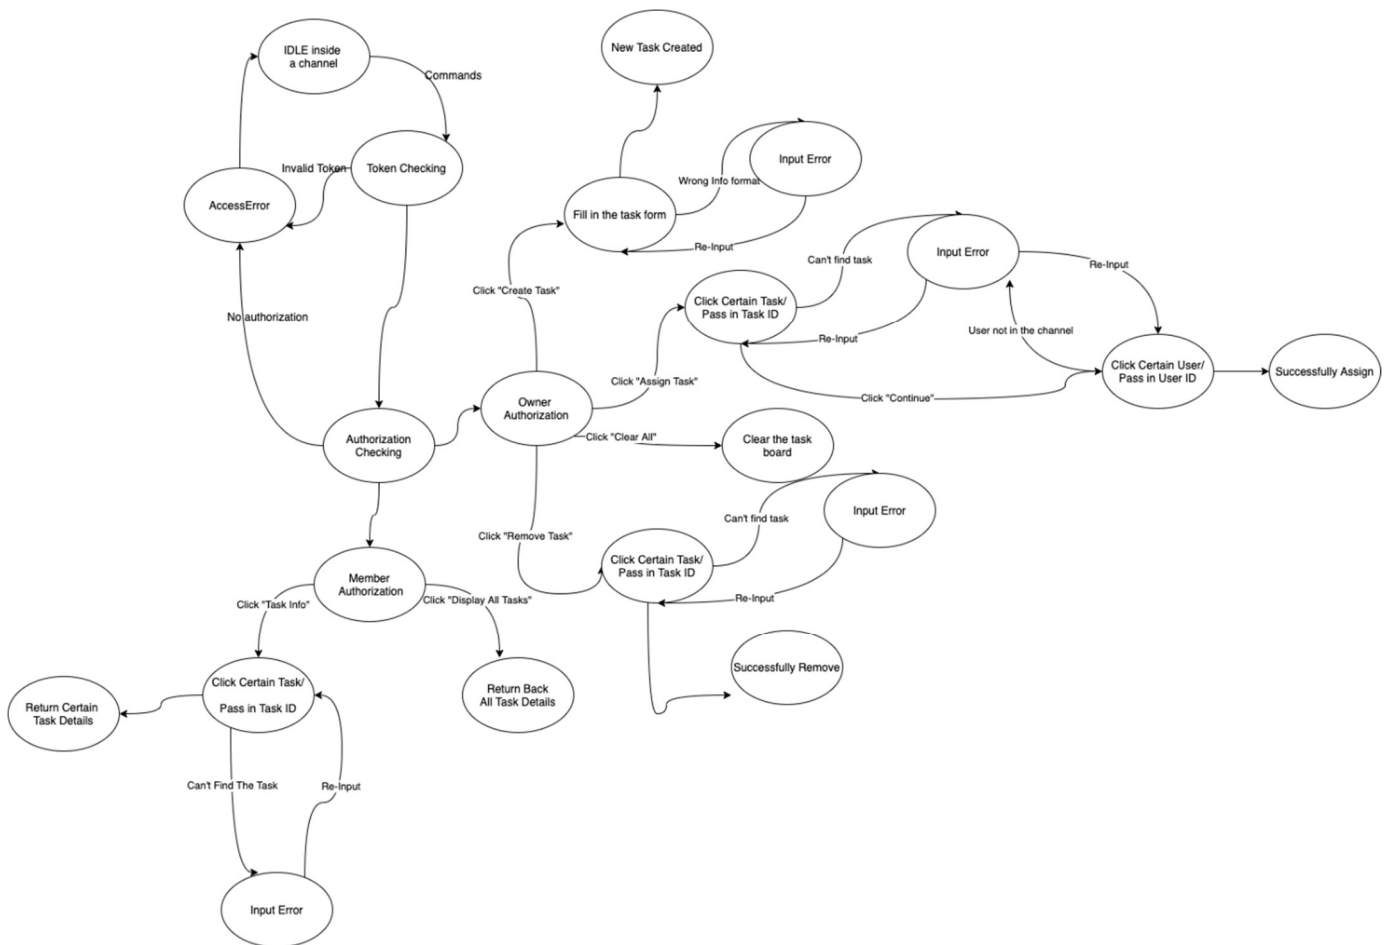 New Task Created
IDLE inside
a channel
Commands
Token Checking
Invalid Token
AccessError
Input Error
Wrong Info format
Fill in the task form
Re-Input
Can't find task
Input Error
Re-Input
Click "Create Task"
Click Certain Task/
Pass in Task ID
No authorization
User not in the channel
Re-Input
Click Certain User/
Pass in User ID
Successfully Assign
Click "Assign Task"
Click "Continue"
Owner
Authorization
Click "Clear All"
Clear the task
board
Authorization
Checking
Can't find task
Input Error
Click "Remove Task"
Click Certain Task/
Pass in Task ID
Member
Authorization
Click "Task Info"
Click "Display All Tasks"
Re-Input
Successfully Remove
Click Certain Task/
Pass in Task ID
Return Back
All Task Details
Return Certain
Task Details
Can't Find The Task
Re-Input
Input Error